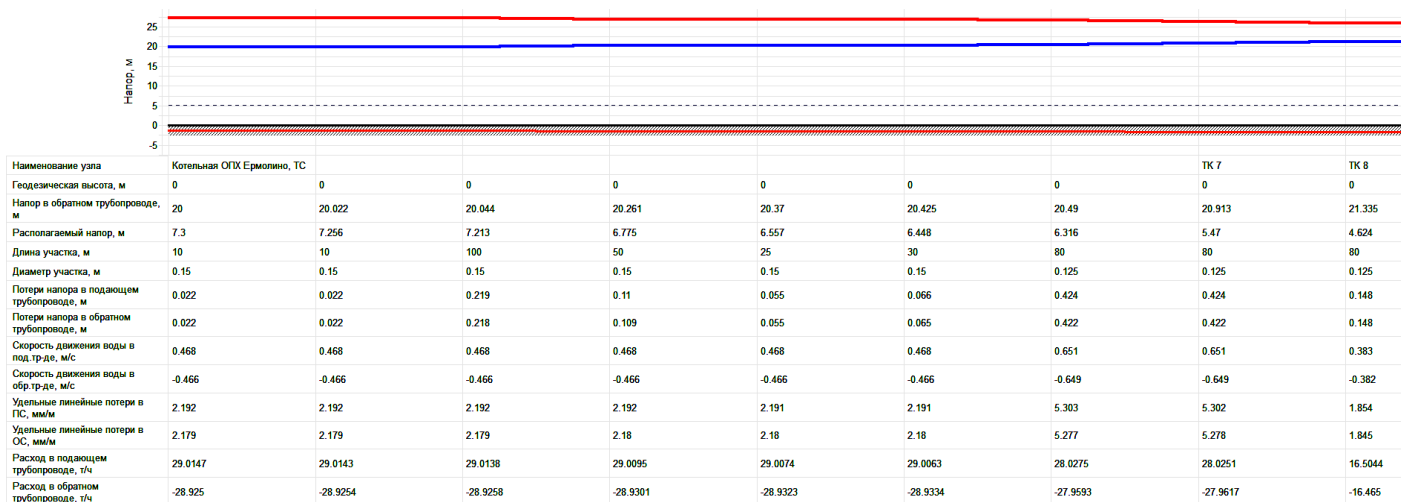 25
20
15
10
5
0
-5
Напор, м
Наименование узла Котельная ОПХ Ермолино, ТС ТК 7 ТК 8
Геодезическая высота, м 0 0 0 0 0 0 0 0 0
Напор в обратном трубопроводе, м 20 20.022 20.044 20.261 20.37 20.425 20.49 20.913 21.335
Располагаемый напор, м 7.3 7.256 7.213 6.775 6.557 6.448 6.316 5.47 4.624
Длина участка, м 10 10 100 50 25 30 80 80 80
Диаметр участка, м 0.15 0.15 0.15 0.15 0.15 0.15 0.125 0.125 0.125
Потери напора в подающем трубопроводе, м 0.022 0.022 0.219 0.11 0.055 0.066 0.424 0.424 0.148
Потери напора в обратном трубопроводе, м 0.022 0.022 0.218 0.109 0.055 0.065 0.422 0.422 0.148
Скорость движения воды в под.тр-де, м/с 0.468 0.468 0.468 0.468 0.468 0.468 0.651 0.651 0.383
Скорость движения воды в обр.тр-де, м/с -0.466 -0.466 -0.466 -0.466 -0.466 -0.466 -0.649 -0.649 -0.382
Удельные линейные потери в ПС, мм/м 2.192 2.192 2.192 2.192 2.191 2.191 5.303 5.302 1.854
Удельные линейные потери в ОС, мм/м 2.179 2.179 2.179 2.18 2.18 2.18 5.277 5.278 1.845
Расход в подающем трубопроводе, т/ч 29.0147 29.0143 29.0138 29.0095 29.0074 29.0063 28.0275 28.0251 16.5044
Расход в обратном трубопроводе, т/ч -28.925 -28.9254 -28.9258 -28.9301 -28.9323 -28.9334 -27.9593 -27.9617 -16.465